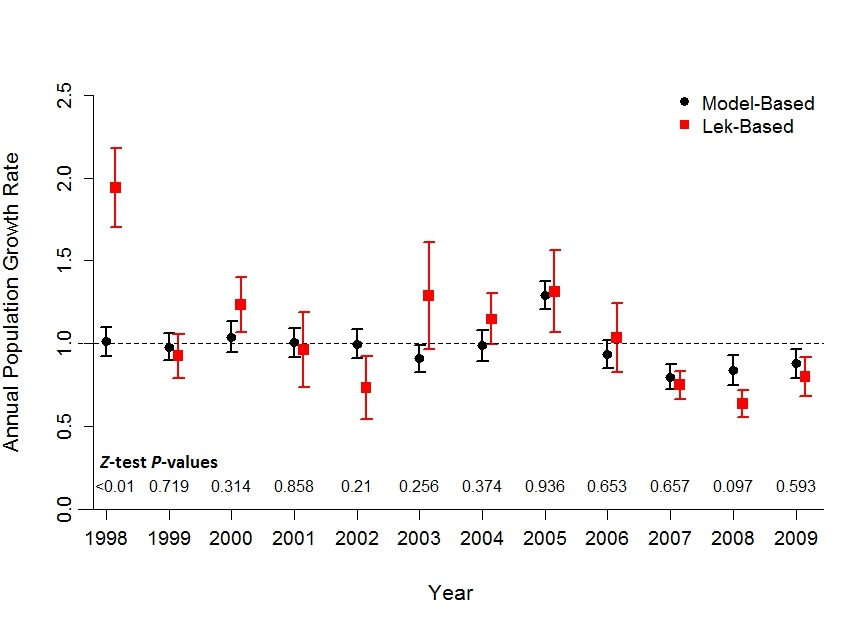 Model-Based
Lek-Based
Annual Population Growth Rate
2.5
2.0
1.5
1.0
0.5
0.0
Z-test P-values
<0.01 0.719 0.314 0.858 0.21 0.256 0.374 0.936 0.653 0.657 0.097 0.593
1998 1999 2000 2001 2002 2003 2004 2005 2006 2007 2008 2009
Year